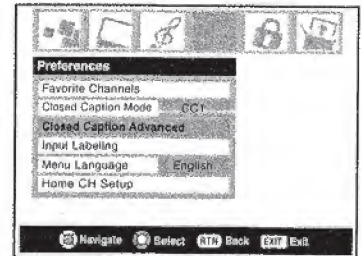 Preferences
Favorite Channels
Closed Caption Mode CC1
Closed Caption Advanced
Input Labeling
Menu Language English
Home CH Setup
Navigate Select RTN Back EXIT Exit